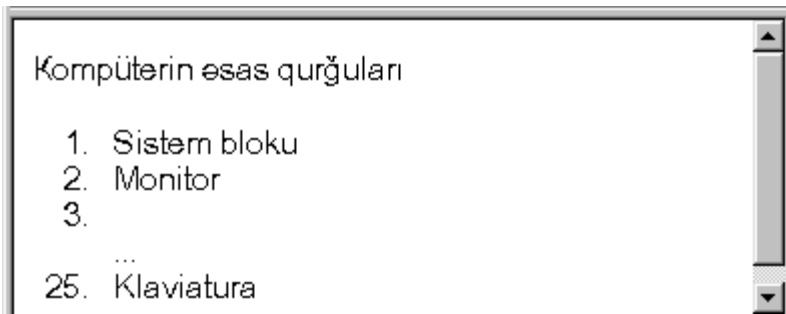 Kompüterin əsas qurğuları
1. Sistem bloku
2. Monitor
3.
...
25. Klaviatura